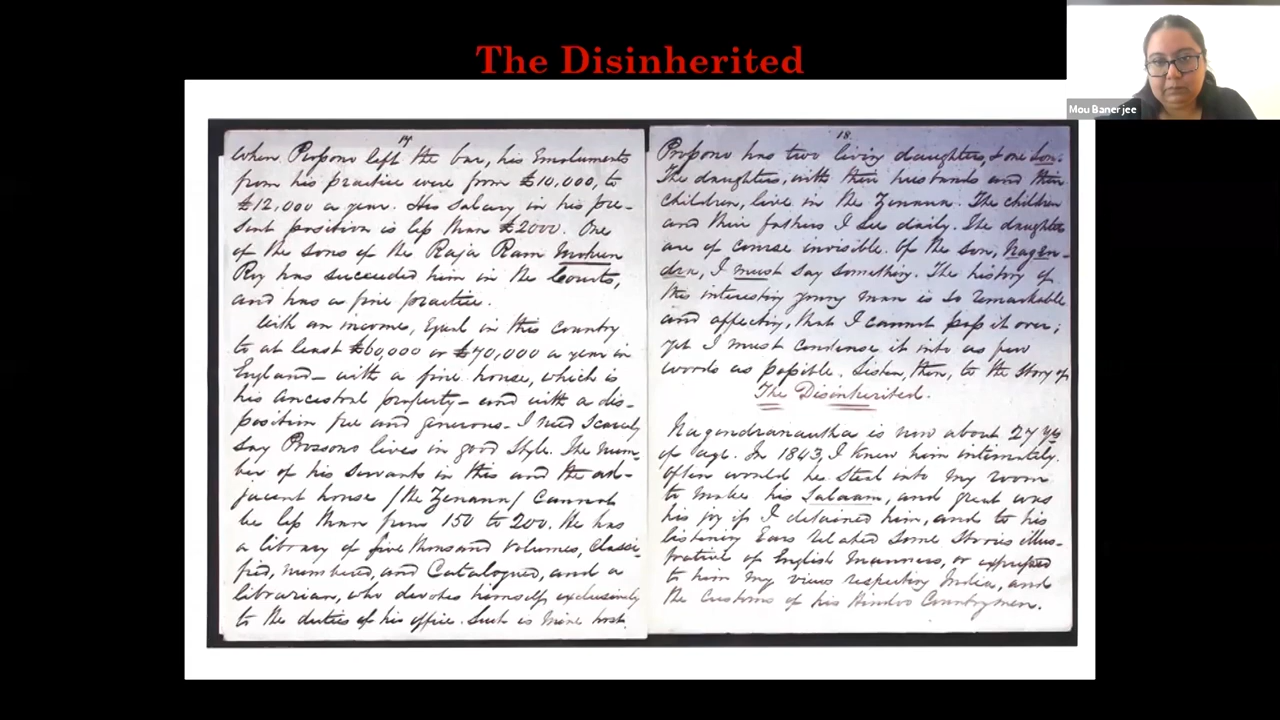 The Disinherited
Mou Banerjee
17
When Prosono left the bar, his Emoluments
from his practice were from £10,000, to
£12,000 a year. His salary in his pre-
sent position is less than £2000. One
of the sons of the Raja Ram Mohun
Roy has succeeded him in the Courts,
and has a fine practice.
With an income, Equal in this country
to at least £60,000 or £70,000 a year in
England – with a fine house, which is
his ancestral property – and with a dis-
position free and generous – I need scarcely
say Prossono lives in good style. The num-
ber of his servants in this and the ad-
jacent house /the Zenana/ cannot
be less than from 150 to 200. He has
a library of five thousand volumes, classi-
fied, numbered, and Catalogued, and a
librarian, who devotes himself exclusively
to the duties of his office. Such is mine host.
18
Prosono has two living daughters, & one son.
The daughters, with their husbands and their
children, live in the Zenana. The children
and their fathers I see daily. The daughters
are of course invisible. Of the son, Nagen-
dra, I must say something. The history of
this interesting young man is so remarkable
and affecting, that I cannot pass it over;
yet I must condense it into as few
words as possible. Listen, then, to the story of
The Disinherited.
Nagendranautha is now about 27 yrs
of age. In 1843, I knew him intimately.
Often would he steal into my room
to make his Salaam, and great was
his joy if I detained him, and to his
listening Ears related some stories illus-
trative of English manners, or expressed
to him my views respecting India, and
the customs of his Hindoo Countrymen.